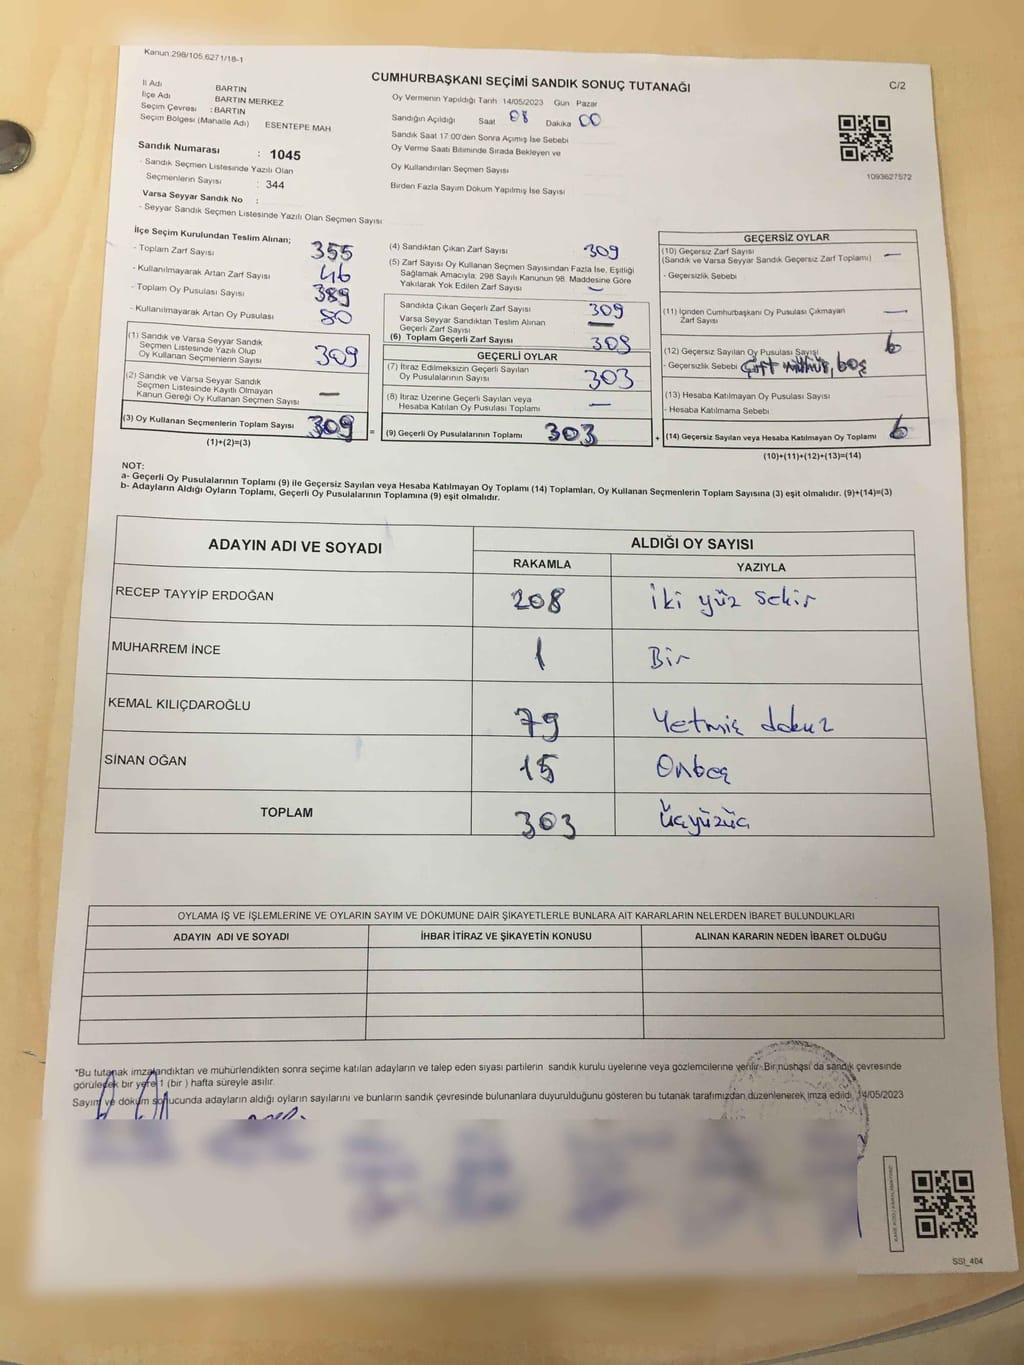 Kanun:298/105,6271/18-1
CUMHURBAŞKANI SEÇİMİ SANDIK SONUÇ TUTANAĞI
C/2
İl Adı BARTIN
İlçe Adı BARTIN MERKEZ
Seçim Çevresi : BARTIN
Seçim Bölgesi (Mahalle Adı) ESENTEPE MAH
Sandık Numarası : 1045
- Sandık Seçmen Listesinde Yazılı Olan
Seçmenlerin Sayısı : 344
Varsa Seyyar Sandık No :
- Seyyar Sandık Seçmen Listesinde Yazılı Olan Seçmen Sayısı
Oy Vermenin Yapıldığı Tarih 14/05/2023 Gün Pazar
Sandığın Açıldığı Saat 08 Dakika 00
Sandık Saat 17:00'den Sonra Açılmış İse Sebebi
Oy Verme Saati Bitiminde Sırada Bekleyen ve
Oy Kullandırılan Seçmen Sayısı
Birden Fazla Sayım Döküm Yapılmış İse Sayısı
1093627572
İlçe Seçim Kurulundan Teslim Alınan;
- Toplam Zarf Sayısı 355
- Kullanılmayarak Artan Zarf Sayısı 46
- Toplam Oy Pusulası Sayısı 389
- Kullanılmayarak Artan Oy Pusulası 80
(1) Sandık ve Varsa Seyyar Sandık
Seçmen Listesinde Yazılı Olup
Oy Kullanan Seçmenlerin Sayısı 309
(2) Sandık ve Varsa Seyyar Sandık
Seçmen Listesinde Kayıtlı Olmayan
Kanun Gereği Oy Kullanan Seçmen Sayısı —
(3) Oy Kullanan Seçmenlerin Toplam Sayısı 309
(1)+(2)=(3)
(4) Sandıktan Çıkan Zarf Sayısı 309
(5) Zarf Sayısı Oy Kullanan Seçmen Sayısından Fazla İse, Eşitliği
Sağlamak Amacıyla; 298 Sayılı Kanunun 98. Maddesine Göre
Yakılarak Yok Edilen Zarf Sayısı —
Sandıkta Çıkan Geçerli Zarf Sayısı 309
Varsa Seyyar Sandıktan Teslim Alınan
Geçerli Zarf Sayısı —
(6) Toplam Geçerli Zarf Sayısı 309
GEÇERLİ OYLAR
(7) İtiraz Edilmeksizin Geçerli Sayılan
Oy Pusulalarının Sayısı 303
(8) İtiraz Üzerine Geçerli Sayılan veya
Hesaba Katılan Oy Pusulası Toplamı —
= (9) Geçerli Oy Pusulalarının Toplamı 303
GEÇERSİZ OYLAR
(10) Geçersiz Zarf Sayısı
(Sandık ve Varsa Seyyar Sandık Geçersiz Zarf Toplamı) —
- Geçersizlik Sebebi
(11) İçinden Cumhurbaşkanı Oy Pusulası Çıkmayan
Zarf Sayısı —
(12) Geçersiz Sayılan Oy Pusulası Sayısı 6
- Geçersizlik Sebebi Çift mühür, boş
(13) Hesaba Katılmayan Oy Pusulası Sayısı
- Hesaba Katılmama Sebebi
+ (14) Geçersiz Sayılan veya Hesaba Katılmayan Oy Toplamı 6
(10)+(11)+(12)+(13)=(14)
NOT:
a- Geçerli Oy Pusulalarının Toplamı (9) ile Geçersiz Sayılan veya Hesaba Katılmayan Oy Toplamı (14) Toplamları, Oy Kullanan Seçmenlerin Toplam Sayısına (3) eşit olmalıdır. (9)+(14)=(3)
b- Adayların Aldığı Oyların Toplamı, Geçerli Oy Pusulalarının Toplamına (9) eşit olmalıdır.
ADAYIN ADI VE SOYADI ALDIĞI OY SAYISI
RAKAMLA YAZIYLA
RECEP TAYYİP ERDOĞAN 208 İki yüz sekiz
MUHARREM İNCE 1 Bir
KEMAL KILIÇDAROĞLU 79 Yetmiş dokuz
SİNAN OĞAN 15 Onbeş
TOPLAM 303 Üçyüzüç
OYLAMA İŞ VE İŞLEMLERİNE VE OYLARIN SAYIM VE DÖKÜMÜNE DAİR ŞİKAYETLERLE BUNLARA AİT KARARLARIN NELERDEN İBARET BULUNDUKLARI
ADAYIN ADI VE SOYADI İHBAR İTİRAZ VE ŞİKAYETİN KONUSU ALINAN KARARIN NEDEN İBARET OLDUĞU
*Bu tutanak imzalandıktan ve mühürlendikten sonra seçime katılan adayların ve talep eden siyasi partilerin sandık kurulu üyelerine veya gözlemcilerine verilir. Bir nüshası da sandık çevresinde
görülecek bir yere 1 (bir ) hafta süreyle asılır.
Sayım ve döküm sonucunda adayların aldığı oyların sayılarını ve bunların sandık çevresinde bulunanlara duyurulduğunu gösteren bu tutanak tarafımızdan düzenlenerek imza edildi. 14/05/2023
SSI_404